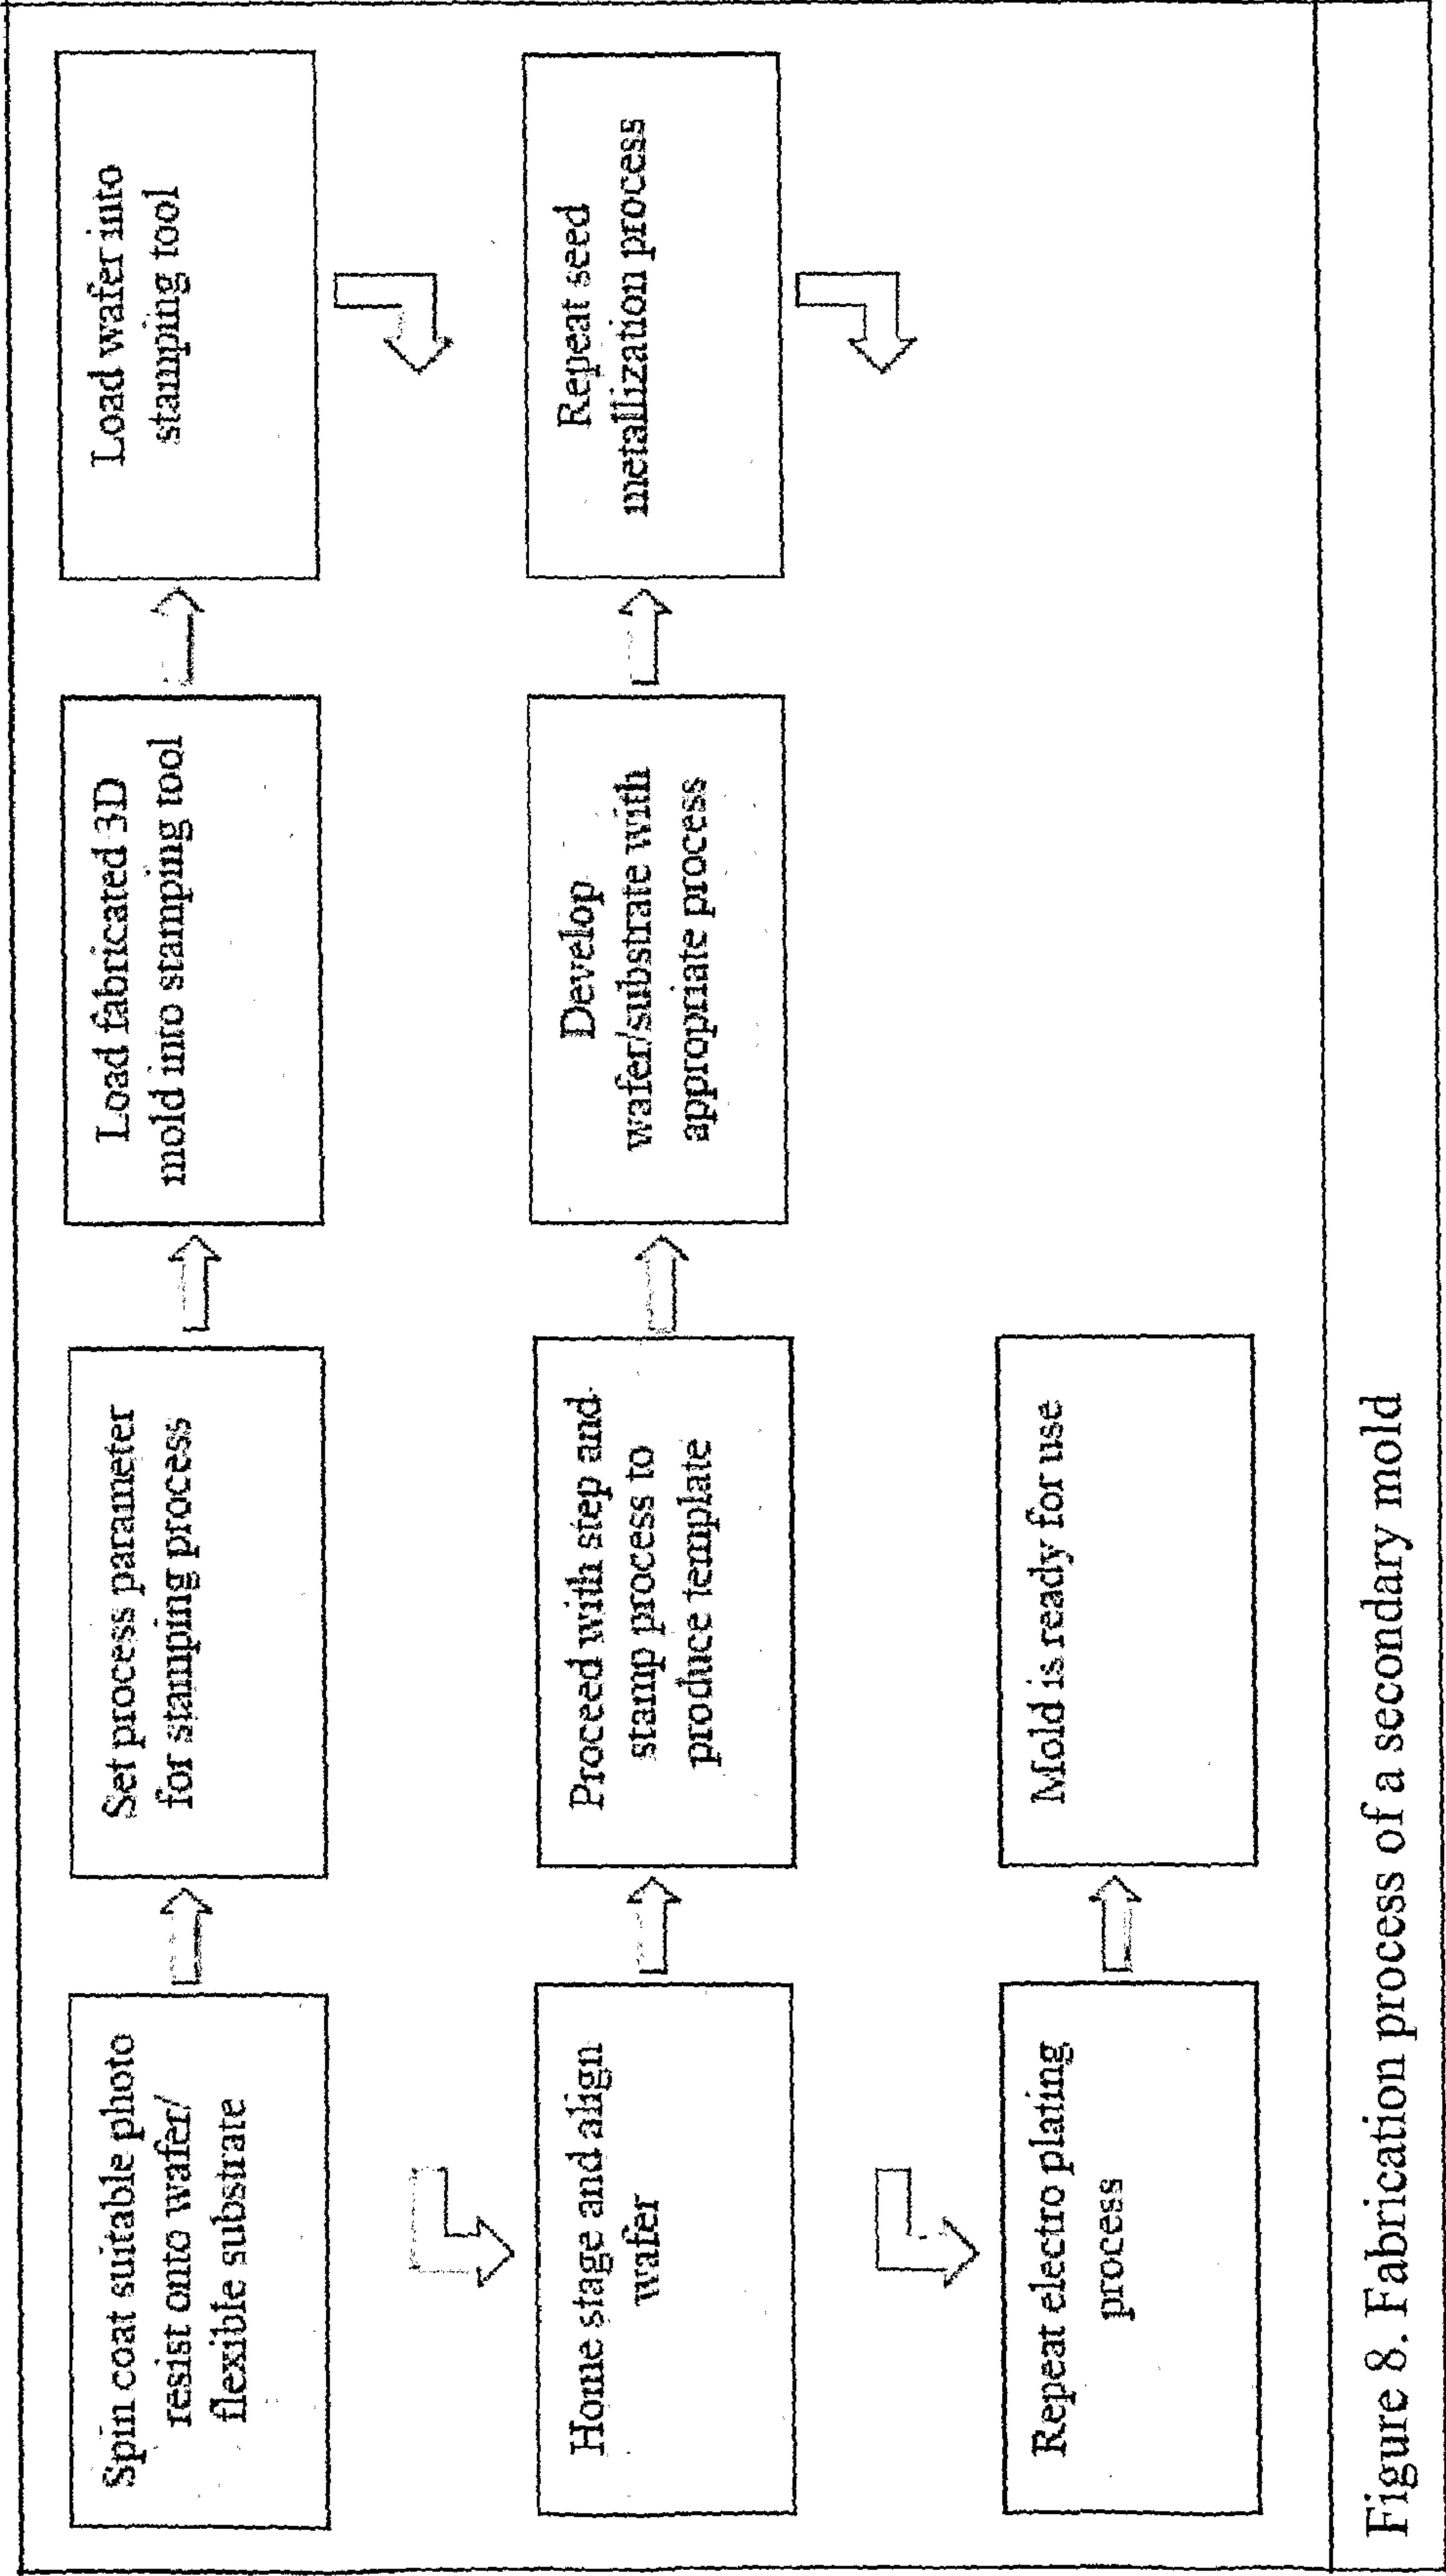 Spin coat suitable photo
resist onto wafer/
flexible substrate
Set process parameter
for stamping process
Load fabricated 3D
mold into stamping tool
Load wafer into
stamping tool
Home stage and align
wafer
Proceed with step and
stamp process to
produce template
Develop
wafer/substrate with
appropriate process
Repeat seed
metallization process
Repeat electro plating
process
Mold is ready for use
Figure 8. Fabrication process of a secondary mold